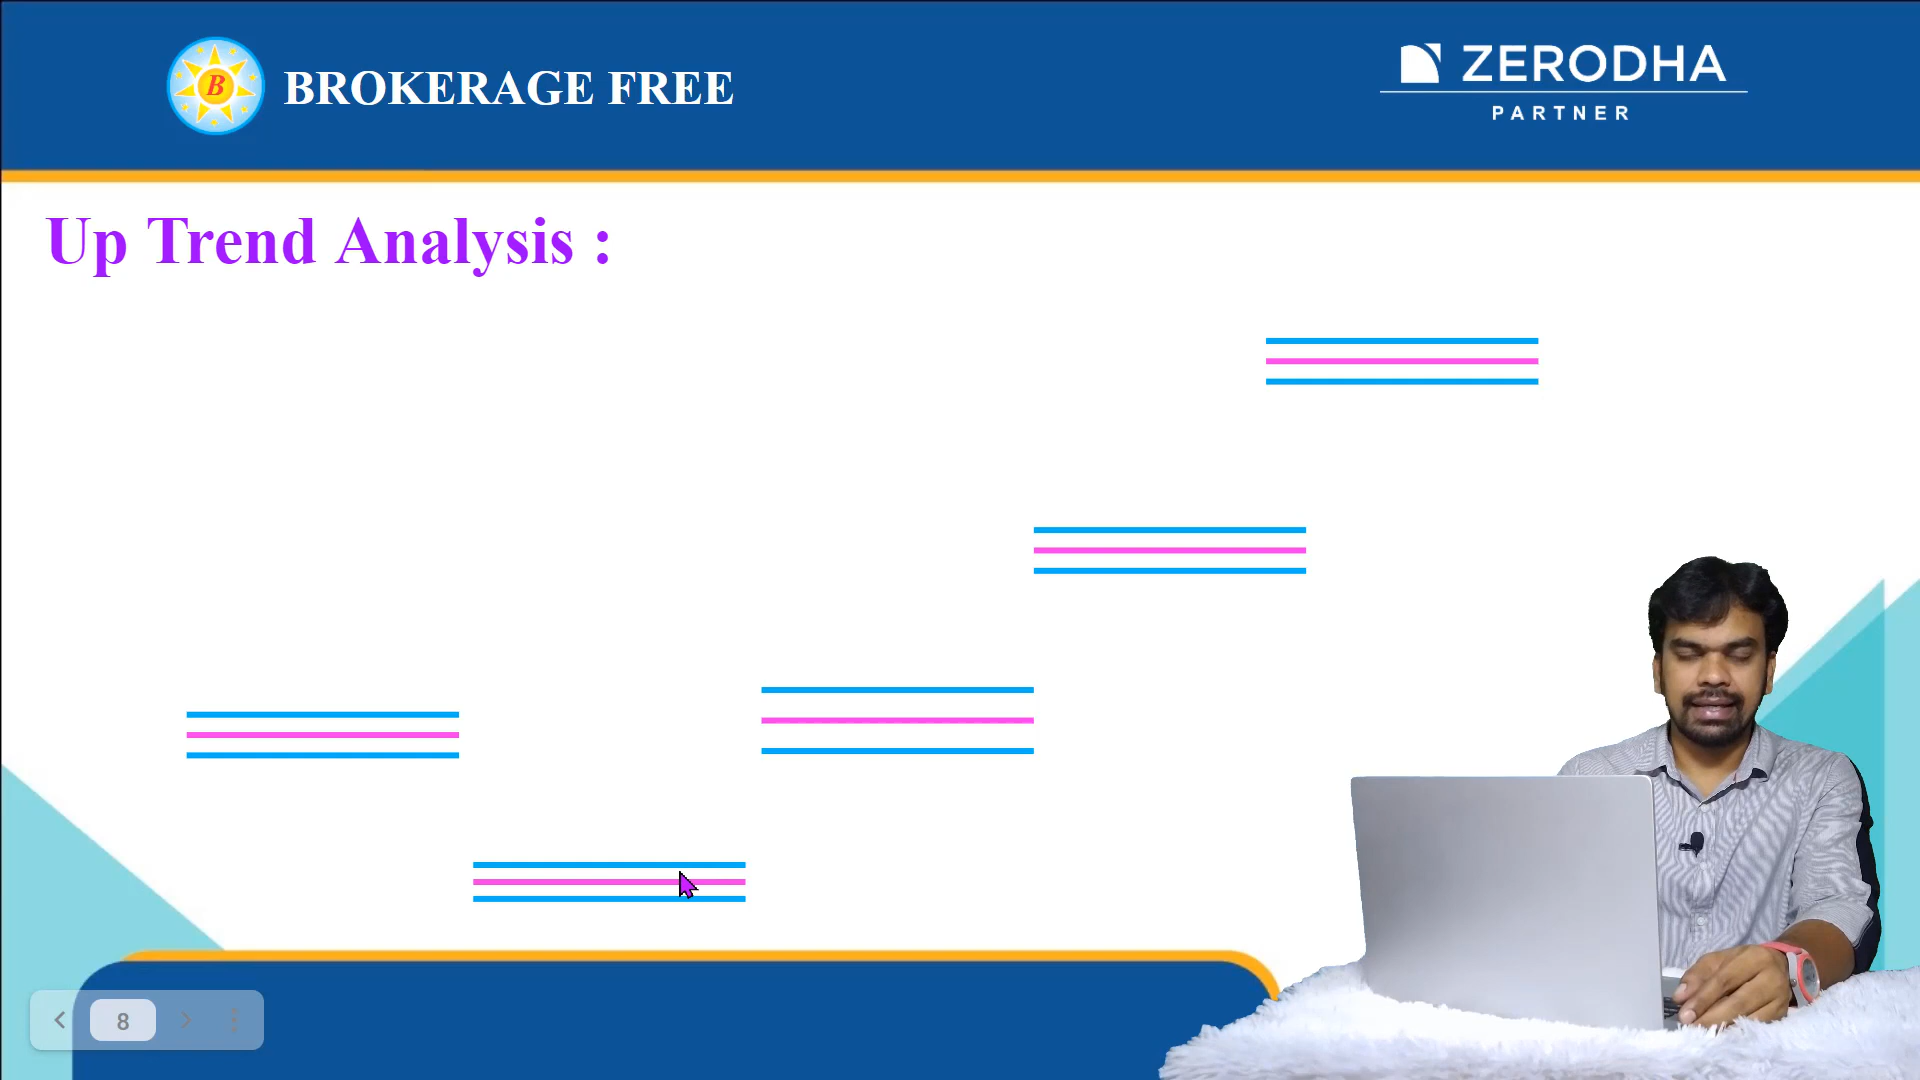 B
BROKERAGE FREE
ZERODHA
PARTNER
Up Trend Analysis :
8